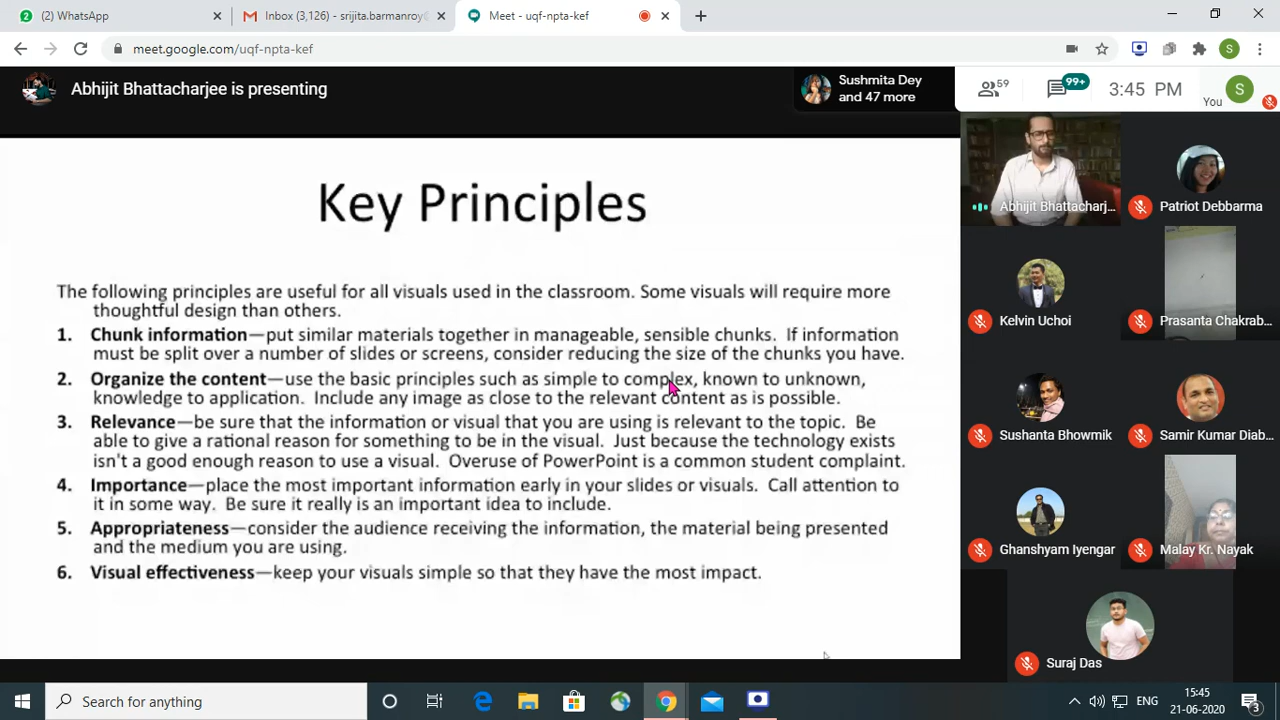 (2) WhatsApp
Inbox (3,126) - srijita.barmanroy@
Meet - uqf-npta-kef
meet.google.com/uqf-npta-kef
S
Abhijit Bhattacharjee is presenting
Sushmita Dey
and 47 more
59
99+
3:45 PM
You
S
Key Principles
The following principles are useful for all visuals used in the classroom. Some visuals will require more
thoughtful design than others.
1. Chunk information—put similar materials together in manageable, sensible chunks. If information
must be split over a number of slides or screens, consider reducing the size of the chunks you have.
2. Organize the content—use the basic principles such as simple to complex, known to unknown,
knowledge to application. Include any image as close to the relevant content as is possible.
3. Relevance—be sure that the information or visual that you are using is relevant to the topic. Be
able to give a rational reason for something to be in the visual. Just because the technology exists
isn't a good enough reason to use a visual. Overuse of PowerPoint is a common student complaint.
4. Importance—place the most important information early in your slides or visuals. Call attention to
it in some way. Be sure it really is an important idea to include.
5. Appropriateness—consider the audience receiving the information, the material being presented
and the medium you are using.
6. Visual effectiveness—keep your visuals simple so that they have the most impact.
Abhijit Bhattacharj...
Patriot Debbarma
Kelvin Uchoi
Prasanta Chakrab...
Sushanta Bhowmik
Samir Kumar Diab...
Ghanshyam Iyengar
Malay Kr. Nayak
Suraj Das
Search for anything
ENG
15:45
21-06-2020
3